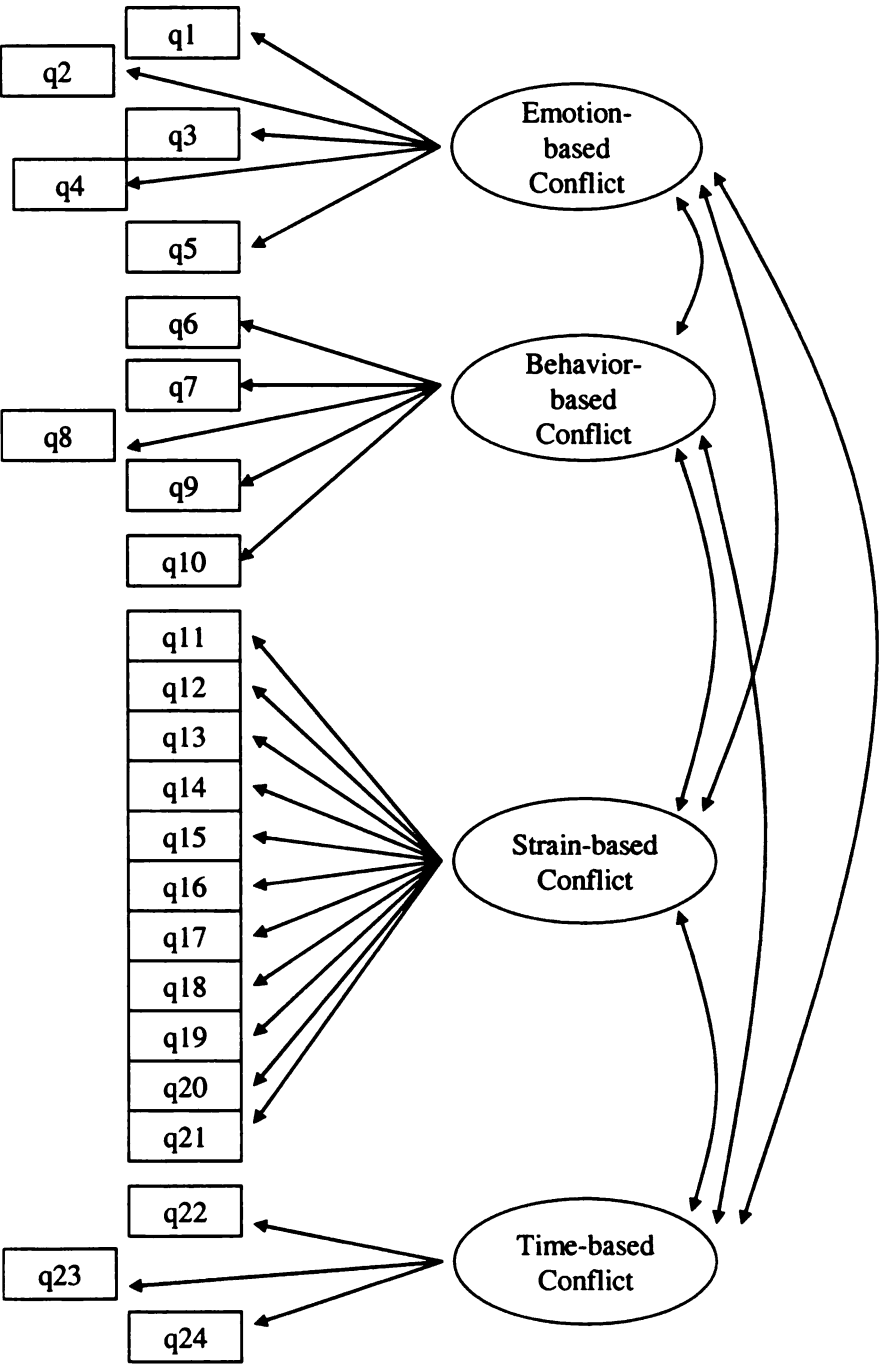 q1
q2
q3
q4
q5
Emotion-
based
Conflict
q6
q7
q8
q9
q10
Behavior-
based
Conflict
q11
q12
q13
q14
q15
q16
q17
q18
q19
q20
q21
Strain-based
Conflict
q22
q23
q24
Time-based
Conflict